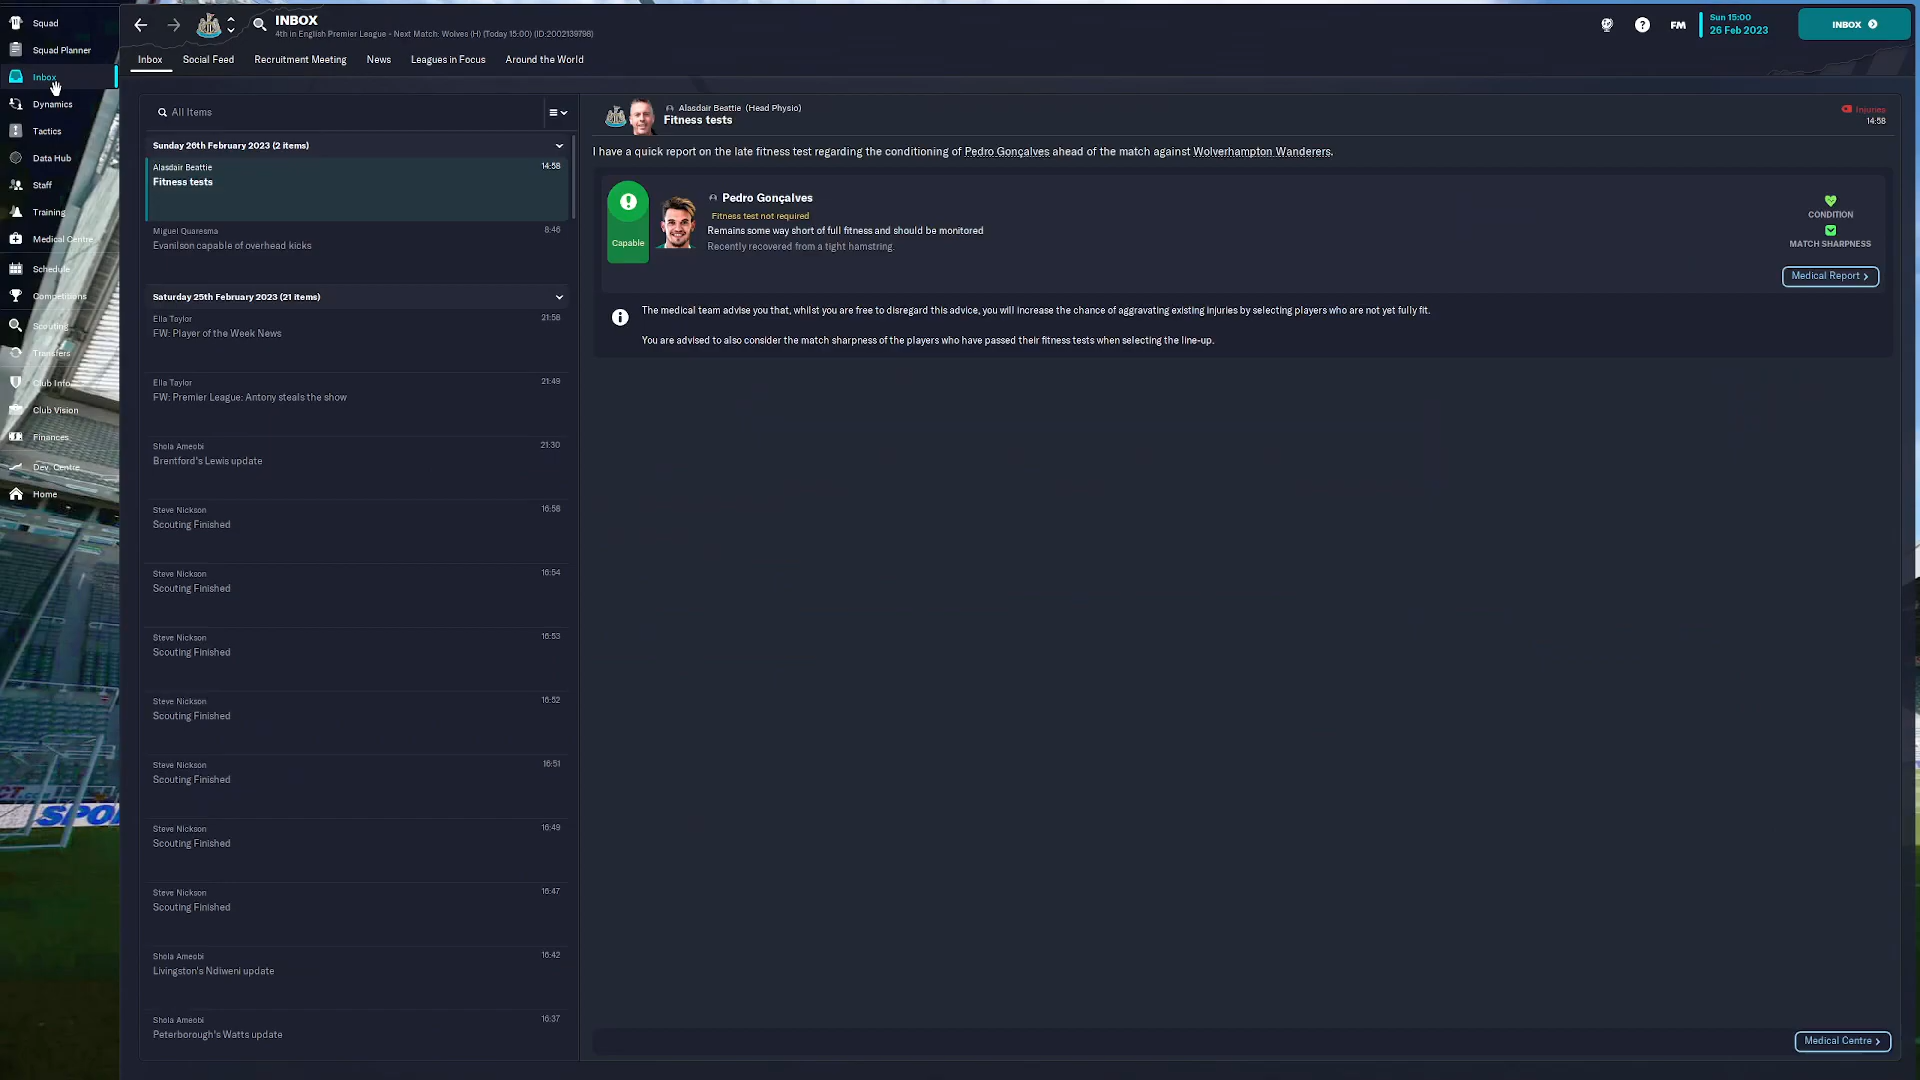 Squad
Squad Planner
Inbox
Dynamics
Tactics
Data Hub
Staff
Training
Medical Centre
Schedule
Competitions
Scouting
Transfers
Club Info
Club Vision
Finances
Dev. Centre
Home
INBOX
4th in English Premier League - Next Match: Wolves (H) (Today 15:00) (ID:2002139798)
FM
Sun 15:00
26 Feb 2023
INBOX
Inbox Social Feed Recruitment Meeting News Leagues in Focus Around the World
All Items
Sunday 26th February 2023 (2 items)
Alasdair Beattie 14:58
Fitness tests
Miguel Quaresma 8:46
Evanilson capable of overhead kicks
Saturday 25th February 2023 (21 items)
Ella Taylor 21:58
FW: Player of the Week News
Ella Taylor 21:49
FW: Premier League: Antony steals the show
Shola Ameobi 21:30
Brentford's Lewis update
Steve Nickson 16:58
Scouting Finished
Steve Nickson 16:54
Scouting Finished
Steve Nickson 16:53
Scouting Finished
Steve Nickson 16:52
Scouting Finished
Steve Nickson 16:51
Scouting Finished
Steve Nickson 16:49
Scouting Finished
Steve Nickson 16:47
Scouting Finished
Shola Ameobi 16:42
Livingston's Ndiweni update
Shola Ameobi 16:37
Peterborough's Watts update
Alasdair Beattie (Head Physio)
Fitness tests
Injuries
14:58
I have a quick report on the late fitness test regarding the conditioning of Pedro Gonçalves ahead of the match against Wolverhampton Wanderers.
Capable
Pedro Gonçalves
Fitness test not required
Remains some way short of full fitness and should be monitored
Recently recovered from a tight hamstring.
CONDITION
MATCH SHARPNESS
Medical Report >
The medical team advise you that, whilst you are free to disregard this advice, you will increase the chance of aggravating existing injuries by selecting players who are not yet fully fit.
You are advised to also consider the match sharpness of the players who have passed their fitness tests when selecting the line-up.
Medical Centre >